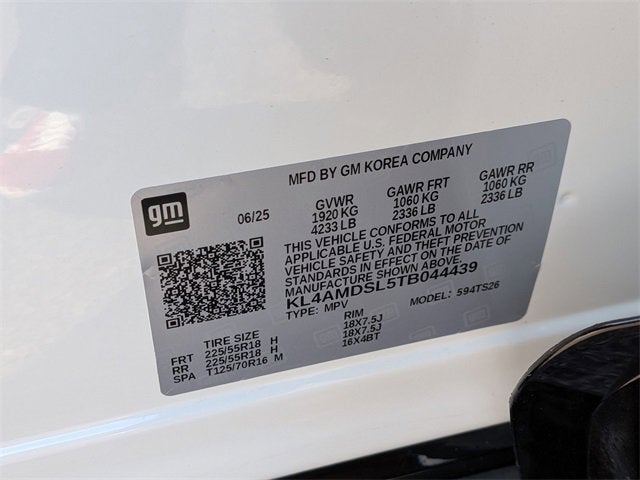 MFD BY GM KOREA COMPANY
gm
06/25
GVWR GAWR FRT GAWR RR
1920 KG 1060 KG 1060 KG
4233 LB 2336 LB 2336 LB
THIS VEHICLE CONFORMS TO ALL
APPLICABLE U.S. FEDERAL MOTOR
VEHICLE SAFETY AND THEFT PREVENTION
STANDARDS IN EFFECT ON THE DATE OF
MANUFACTURE SHOWN ABOVE.
KL4AMDSL5TB044439
TYPE: MPV MODEL: 594TS26
TIRE SIZE RIM
FRT 225/55R18 H 18X7.5J
RR 225/55R18 H 18X7.5J
SPA T125/70R16 M 16X4BT